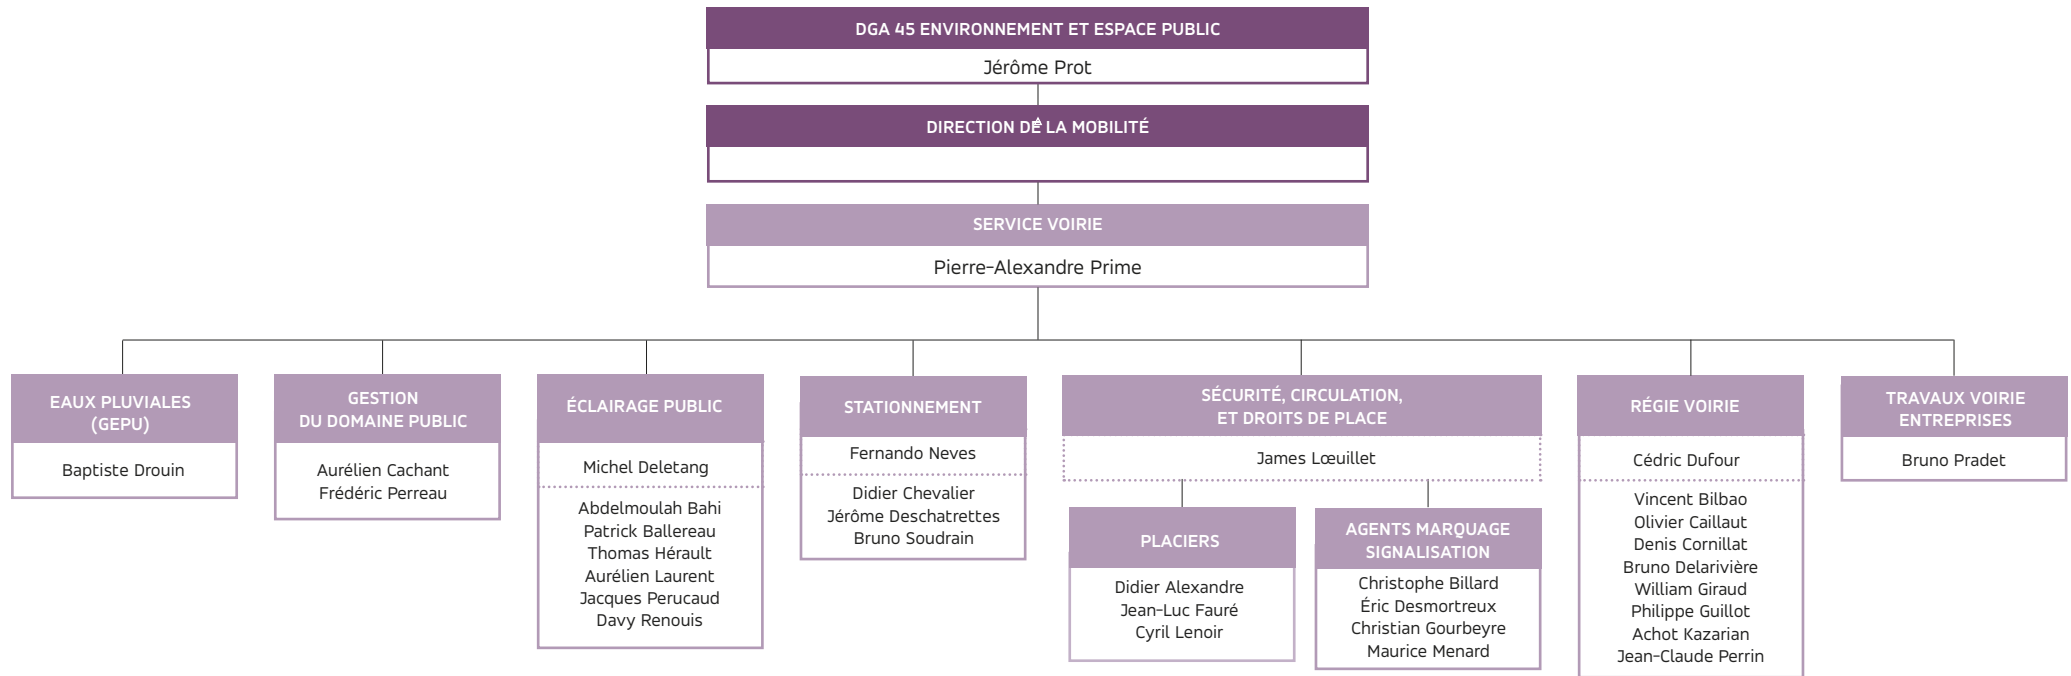 DGA 45 ENVIRONNEMENT ET ESPACE PUBLIC
Jérôme Prot
DIRECTION DE LA MOBILITÉ
SERVICE VOIRIE
Pierre-Alexandre Prime
EAUX PLUVIALES
(GEPU)
Baptiste Drouin
GESTION
DU DOMAINE PUBLIC
Aurélien Cachant
Frédéric Perreau
ÉCLAIRAGE PUBLIC
Michel Deletang
Abdelmoulah Bahi
Patrick Ballereau
Thomas Hérault
Aurélien Laurent
Jacques Perucaud
Davy Renouis
STATIONNEMENT
Fernando Neves
Didier Chevalier
Jérôme Deschatrettes
Bruno Soudrain
SÉCURITÉ, CIRCULATION,
ET DROITS DE PLACE
James Lœuillet
PLACIERS
Didier Alexandre
Jean-Luc Fauré
Cyril Lenoir
AGENTS MARQUAGE
SIGNALISATION
Christophe Billard
Éric Desmortreux
Christian Gourbeyre
Maurice Menard
RÉGIE VOIRIE
Cédric Dufour
Vincent Bilbao
Olivier Caillaut
Denis Cornillat
Bruno Delarivière
William Giraud
Philippe Guillot
Achot Kazarian
Jean-Claude Perrin
TRAVAUX VOIRIE
ENTREPRISES
Bruno Pradet